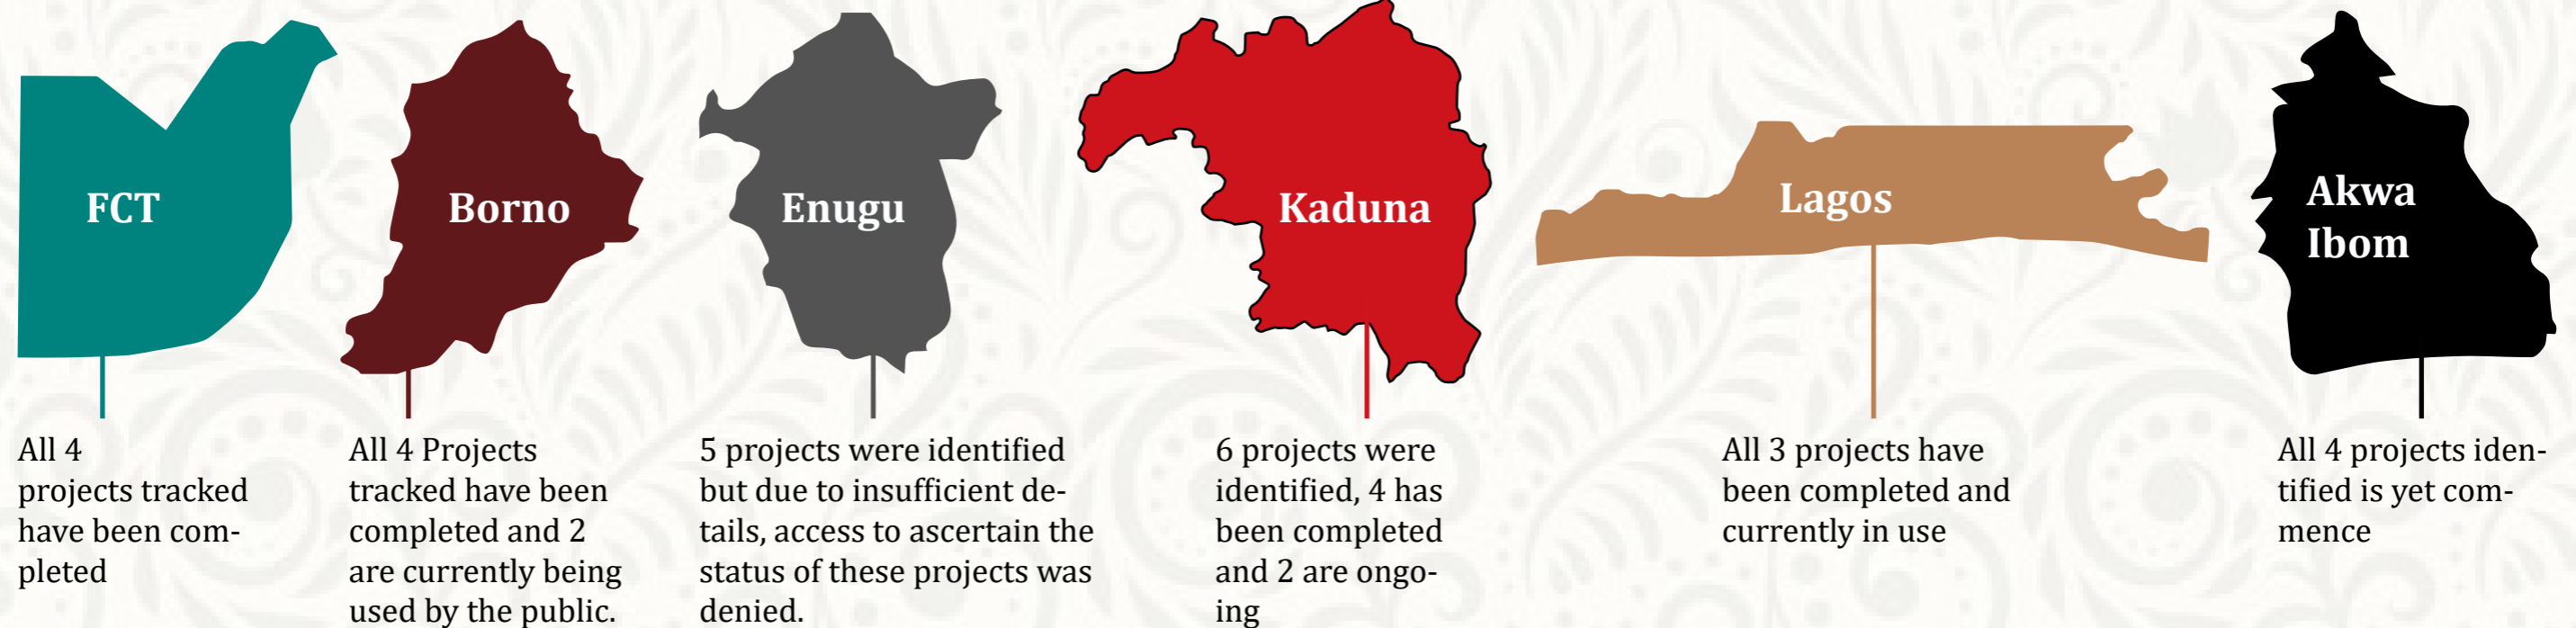 FCT
Borno
Enugu
Kaduna
Lagos
Akwa
Ibom
All 4
projects tracked
have been com-
pleted
All 4 Projects
tracked have been
completed and 2
are currently being
used by the public.
5 projects were identified
but due to insufficient de-
tails, access to ascertain the
status of these projects was
denied.
6 projects were
identified, 4 has
been completed
and 2 are ongo-
ing
All 3 projects have
been completed and
currently in use
All 4 projects iden-
tified is yet com-
mence